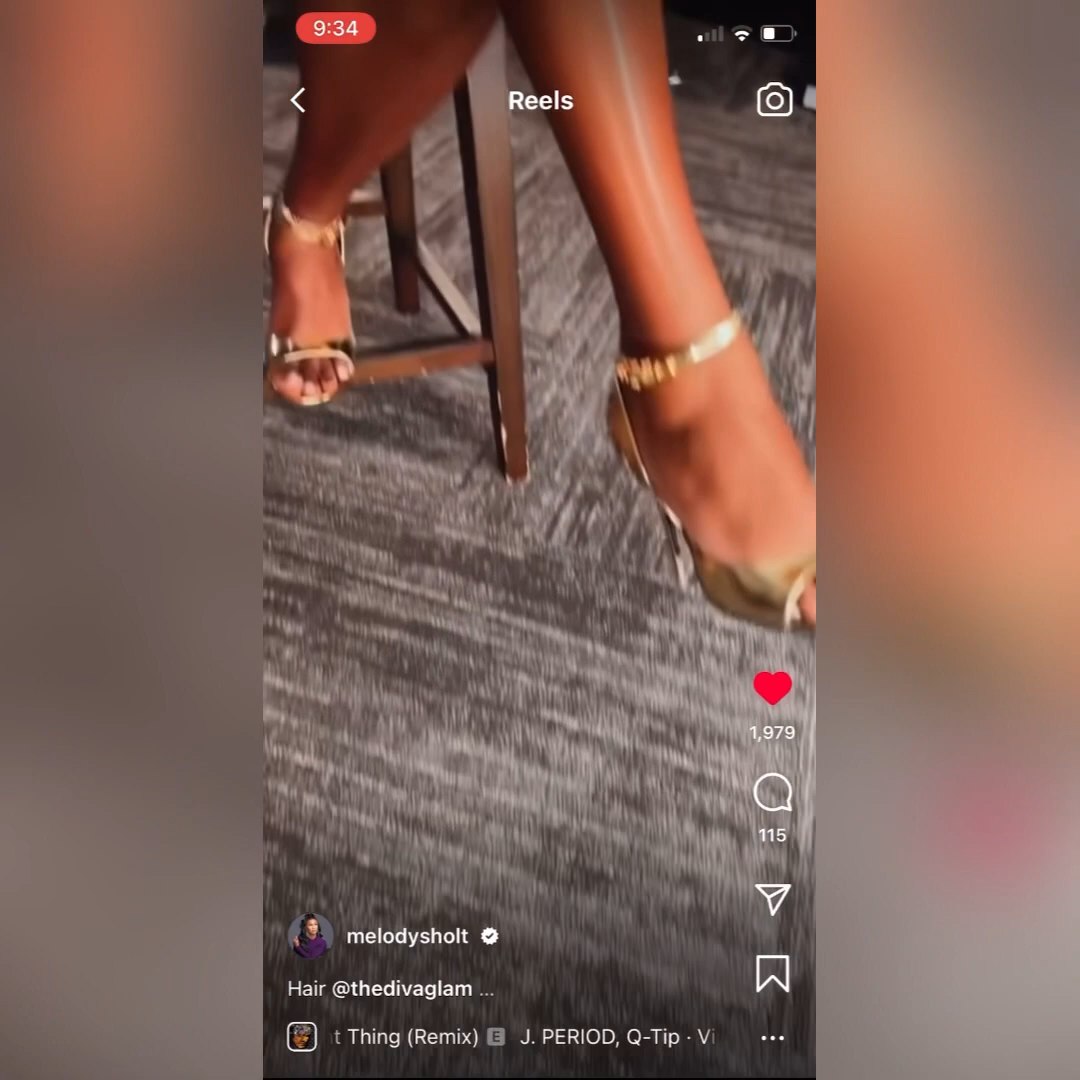 9:34
Reels
1,979
115
melodysholt
Hair @thedivaglam ...
t Thing (Remix) E J. PERIOD, Q-Tip · Vi